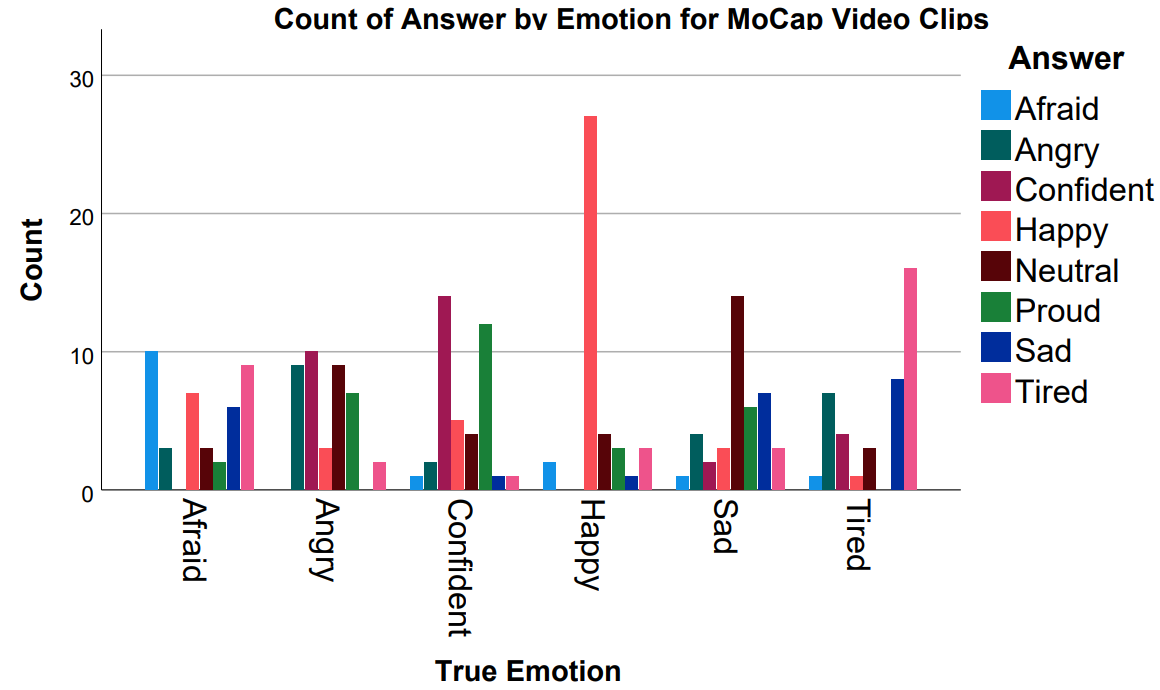 Count of Answer by Emotion for MoCap Video Clips
Answer
Afraid
Angry
Confident
Happy
Neutral
Proud
Sad
Tired
Count
30
20
10
0
Afraid
Angry
Confident
Happy
Sad
Tired
True Emotion